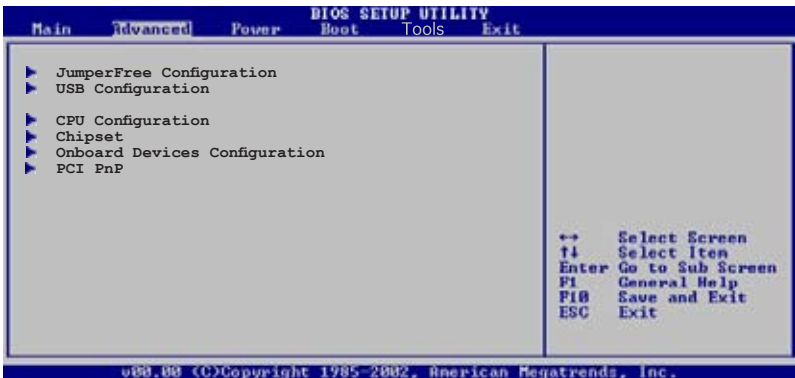 BIOS SETUP UTILITY
Main Advanced Power Boot Tools Exit
JumperFree Configuration
USB Configuration
CPU Configuration
Chipset
Onboard Devices Configuration
PCI PnP
↔ Select Screen
↑↓ Select Item
Enter Go to Sub Screen
F1 General Help
F10 Save and Exit
ESC Exit
v00.00 (C)Copyright 1985-2002, American Megatrends, Inc.